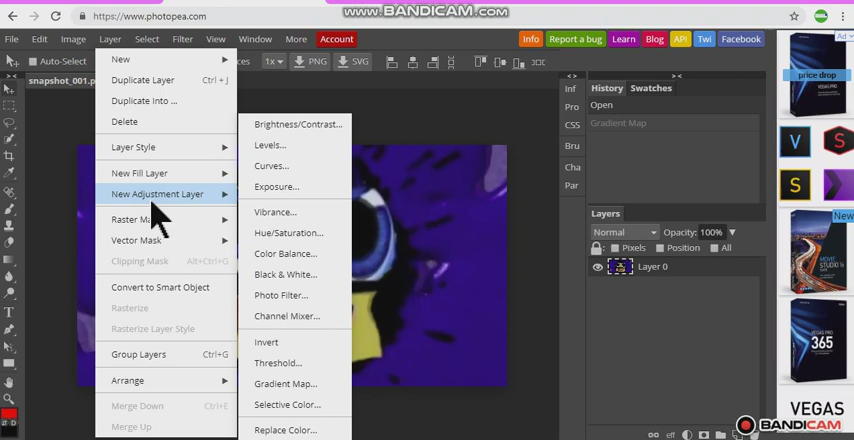 https://www.photopea.com
www.BANDICAM.com
File Edit Image Layer Select Filter View Window More Account
Info Report a bug Learn Blog API Twi Facebook
Ad
Auto-Select
1x PNG SVG
snapshot_001.p
New
Duplicate Layer Ctrl + J
Duplicate Into ...
Delete
Layer Style
New Fill Layer
New Adjustment Layer
Raster Ma
Vector Mask
Clipping Mask Alt+Ctrl+G
Convert to Smart Object
Rasterize
Rasterize Layer Style
Group Layers Ctrl+G
Arrange
Merge Down Ctrl+E
Merge Up
Brightness/Contrast...
Levels...
Curves...
Exposure...
Vibrance...
Hue/Saturation...
Color Balance...
Black & White...
Photo Filter...
Channel Mixer...
Invert
Threshold...
Gradient Map...
Selective Color...
Replace Color...
Inf
Pro
CSS
Bru
Cha
Par
History Swatches
Open
Gradient Map
Layers
Normal Opacity: 100%
Pixels Position All
Layer 0
eff
price drop
V S
S
New
MOVIE
STUDIO
VEGAS PRO
365
VEGAS
BANDICAM